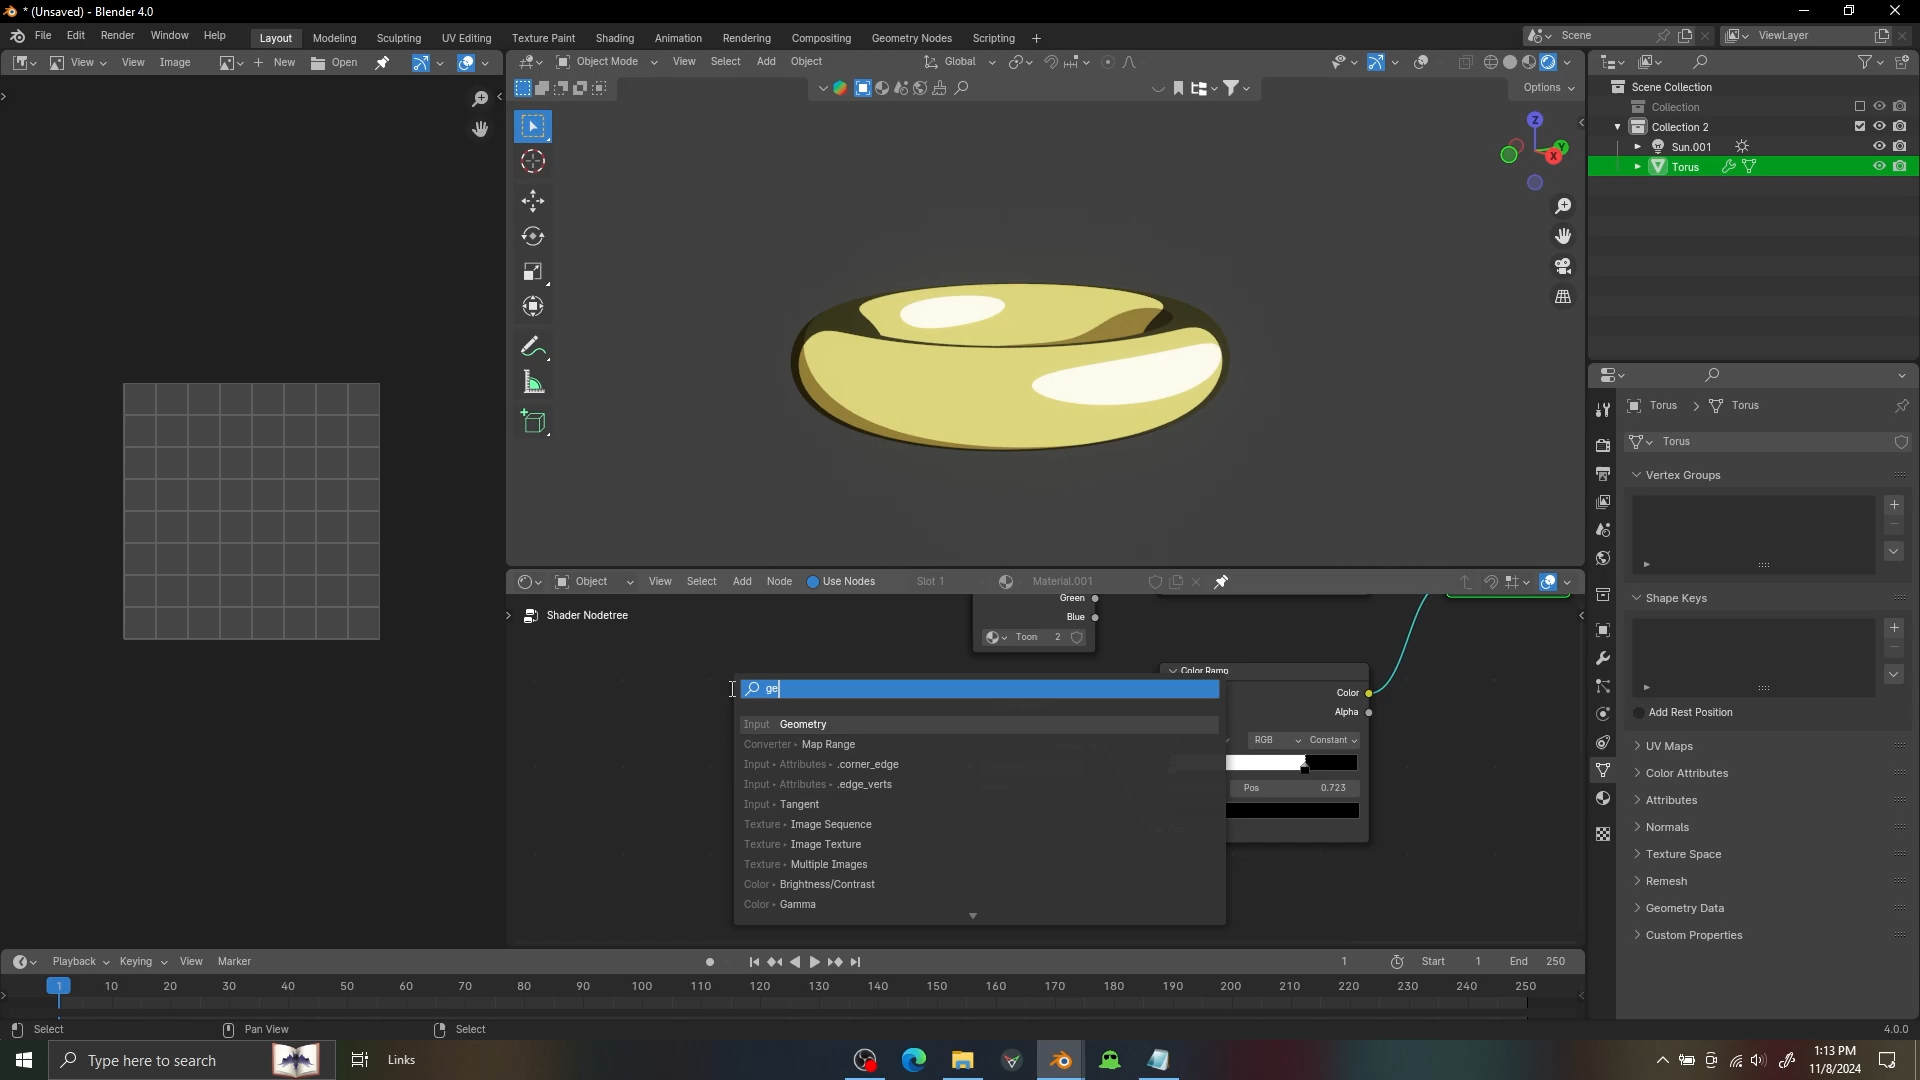 * (Unsaved) - Blender 4.0
File Edit Render Window Help Layout Modeling Sculpting UV Editing Texture Paint Shading Animation Rendering Compositing Geometry Nodes Scripting + Scene ViewLayer
View View Image + New Open
Object Mode View Select Add Object Global
Options
Scene Collection
Collection
Collection 2
Sun.001
Torus
Z
Y
X
Torus > Torus
Torus
Vertex Groups
Shape Keys
Add Rest Position
UV Maps
Color Attributes
Attributes
Normals
Texture Space
Remesh
Geometry Data
Custom Properties
Object View Select Add Node Use Nodes Slot 1 Material.001
Shader Nodetree
Green
Blue
Toon 2
Color Ramp
Color
Alpha
RGB Constant
Pos 0.723
ge
Input Geometry
Converter Map Range
Input Attributes .corner_edge
Input Attributes .edge_verts
Input Tangent
Texture Image Sequence
Texture Image Texture
Texture Multiple Images
Color Brightness/Contrast
Color Gamma
Playback Keying View Marker 1 Start 1 End 250
1 10 20 30 40 50 60 70 80 90 100 110 120 130 140 150 160 170 180 190 200 210 220 230 240 250
Select Pan View Select 4.0.0
Type here to search Links
1:13 PM
11/8/2024